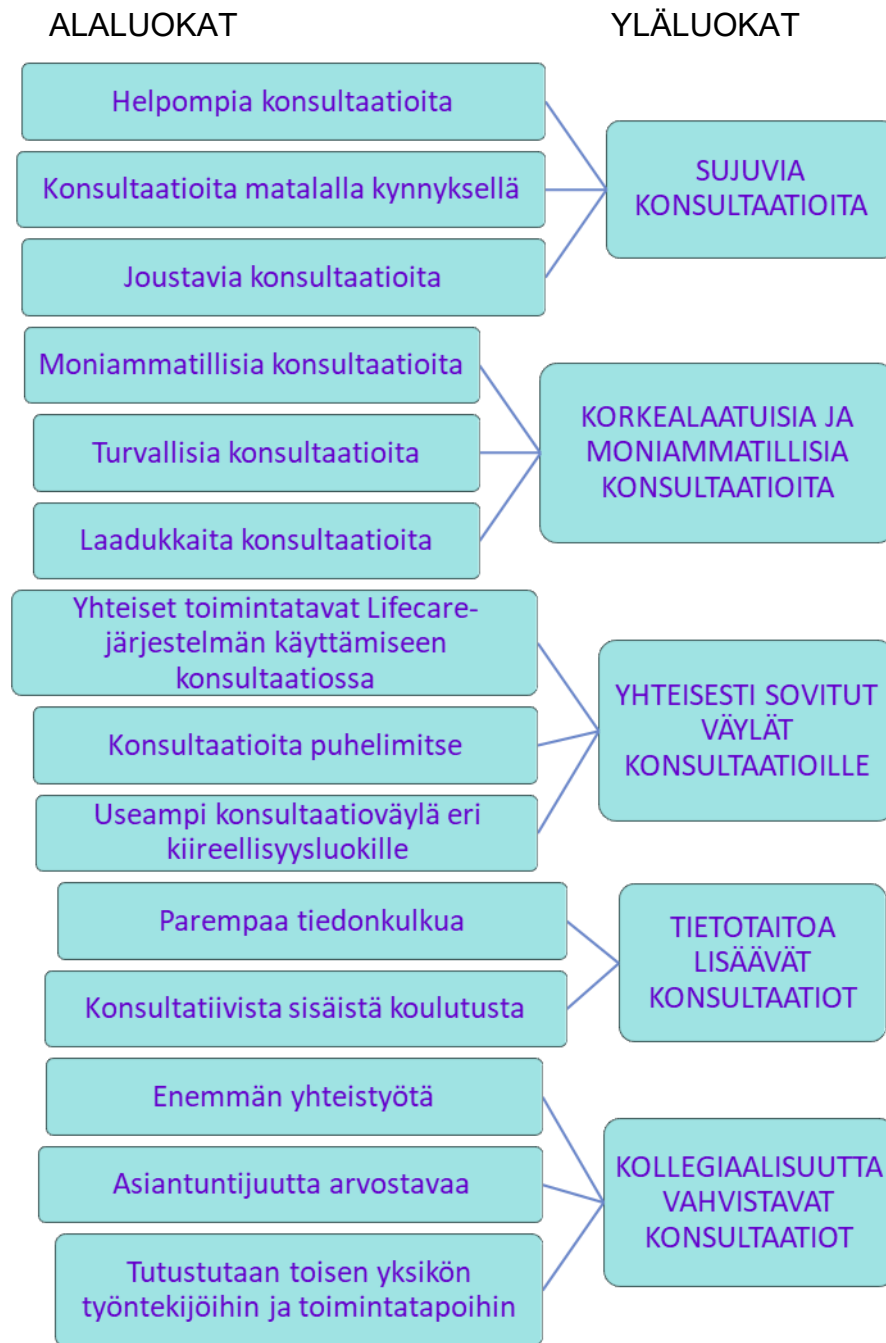 ALALUOKAT
YLÄLUOKAT
Helpompia konsultaatioita
Konsultaatioita matalalla kynnyksellä
Joustavia konsultaatioita
SUJUVIA
KONSULTAATIOITA
Moniammatillisia konsultaatioita
Turvallisia konsultaatioita
Laadukkaita konsultaatioita
KORKEALAATUISIA JA
MONIAMMATILLISIA
KONSULTAATIOITA
Yhteiset toimintatavat Lifecare-
järjestelmän käyttämiseen
konsultaatiossa
Konsultaatioita puhelimitse
Useampi konsultaatioväylä eri
kiireellisyysluokille
YHTEISESTI SOVITUT
VÄYLÄT
KONSULTAATIOILLE
Parempaa tiedonkulkua
Konsultatiivista sisäistä koulutusta
TIETOTAITOA
LISÄÄVÄT
KONSULTAATIOT
Enemmän yhteistyötä
Asiantuntijuutta arvostavaa
Tutustutaan toisen yksikön
työntekijöihin ja toimintatapoihin
KOLLEGIAALISUUTTA
VAHVISTAVAT
KONSULTAATIOT